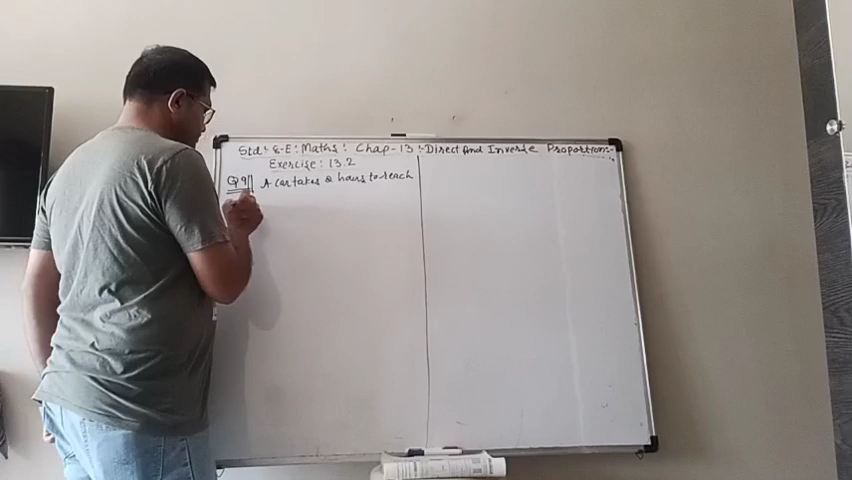 Std: 8-E: Maths: Chap-13: Direct And Inverse Proportion:-
Exercise: 13.2
Q 9) A car takes 2 hours to reach